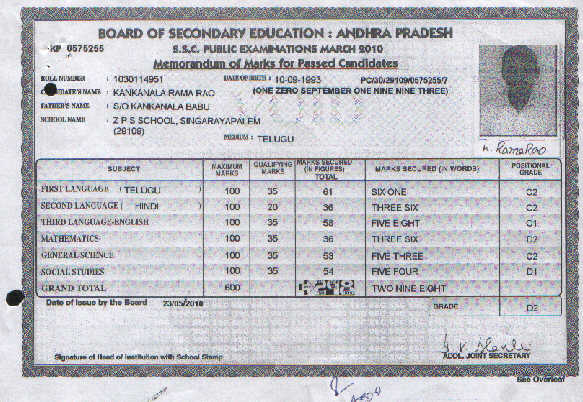 BOARD OF SECONDARY EDUCATION : ANDHRA PRADESH
KP 0575255 S.S.C. PUBLIC EXAMINATIONS MARCH 2010
Memorandum of Marks for Passed Candidates
ROLL NUMBER : 1030114951 DATE OF BIRTH : 10-09-1993 PC/30/29109/0575255/7
CANDIDATE'S NAME : KANKANALA RAMA RAO (ONE ZERO SEPTEMBER ONE NINE NINE THREE)
FATHER'S NAME : S/O KANKANALA BABU
SCHOOL NAME : Z P S SCHOOL, SINGARAYAPALEM
(29109)
MEDIUM : TELUGU
K. RamaRao
SUBJECT MAXIMUM MARKS QUALIFYING MARKS MARKS SECURED (IN FIGURES) TOTAL MARKS SECURED (IN WORDS) POSITIONAL GRADE
FIRST LANGUAGE ( TELUGU ) 100 35 61 SIX ONE C2
SECOND LANGUAGE ( HINDI ) 100 20 36 THREE SIX C2
THIRD LANGUAGE-ENGLISH 100 35 58 FIVE EIGHT C1
MATHEMATICS 100 35 36 THREE SIX D2
GENERAL SCIENCE 100 35 53 FIVE THREE C2
SOCIAL STUDIES 100 35 54 FIVE FOUR D1
GRAND TOTAL 600 TWO NINE EIGHT
Date of Issue by the Board 23/05/2010 GRADE D2
ADDL. JOINT SECRETARY
Signature of Head of Institution with School Stamp
See Overleaf